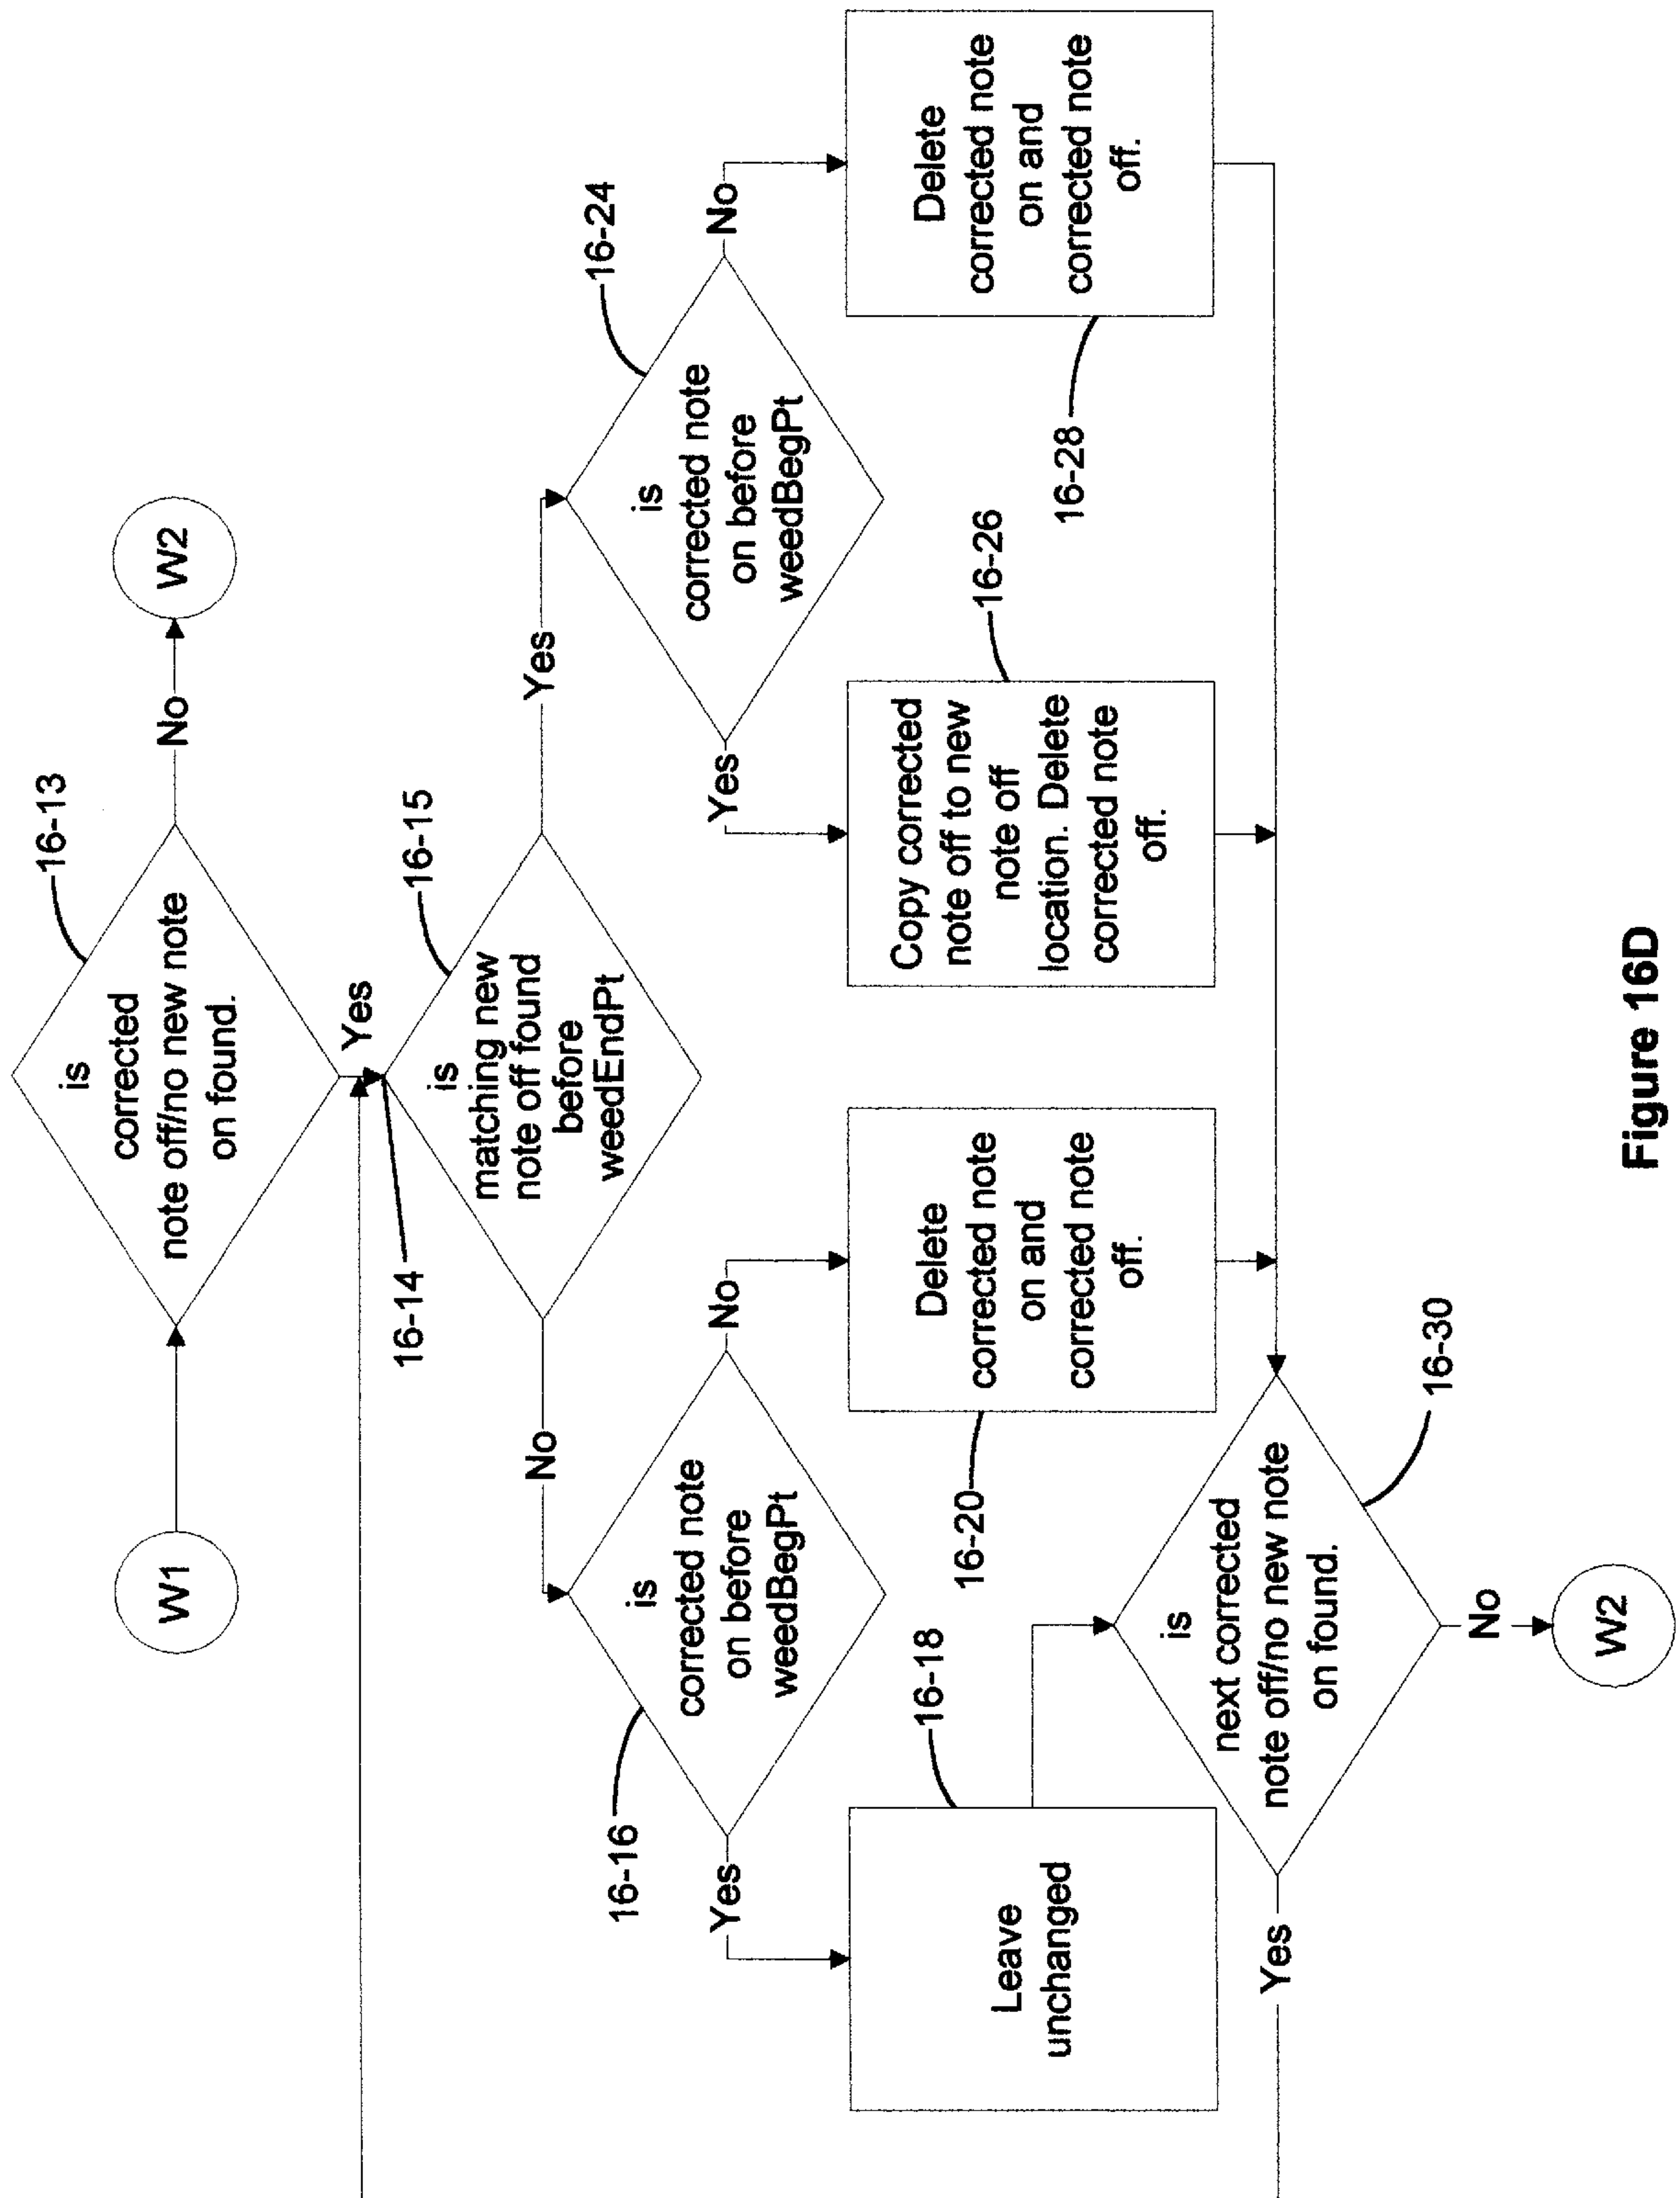 W1
is
corrected
note off/no new note
on found.
16-13
No
W2
Yes
16-14
is
matching new
note off found
before
weedEndPt
16-15
No
Yes
16-16
is
corrected note
on before
weedBegPt
is
corrected note
on before
weedBegPt
16-24
Yes
No
Yes
No
Leave
unchanged
16-18
Delete
corrected note
on and
corrected note
off.
16-20
Copy corrected
note off to new
note off
location. Delete
corrected note
off.
16-26
Delete
corrected note
on and
corrected note
off.
16-28
is
next corrected
note off/no new note
on found.
16-30
Yes
No
W2
Figure 16D